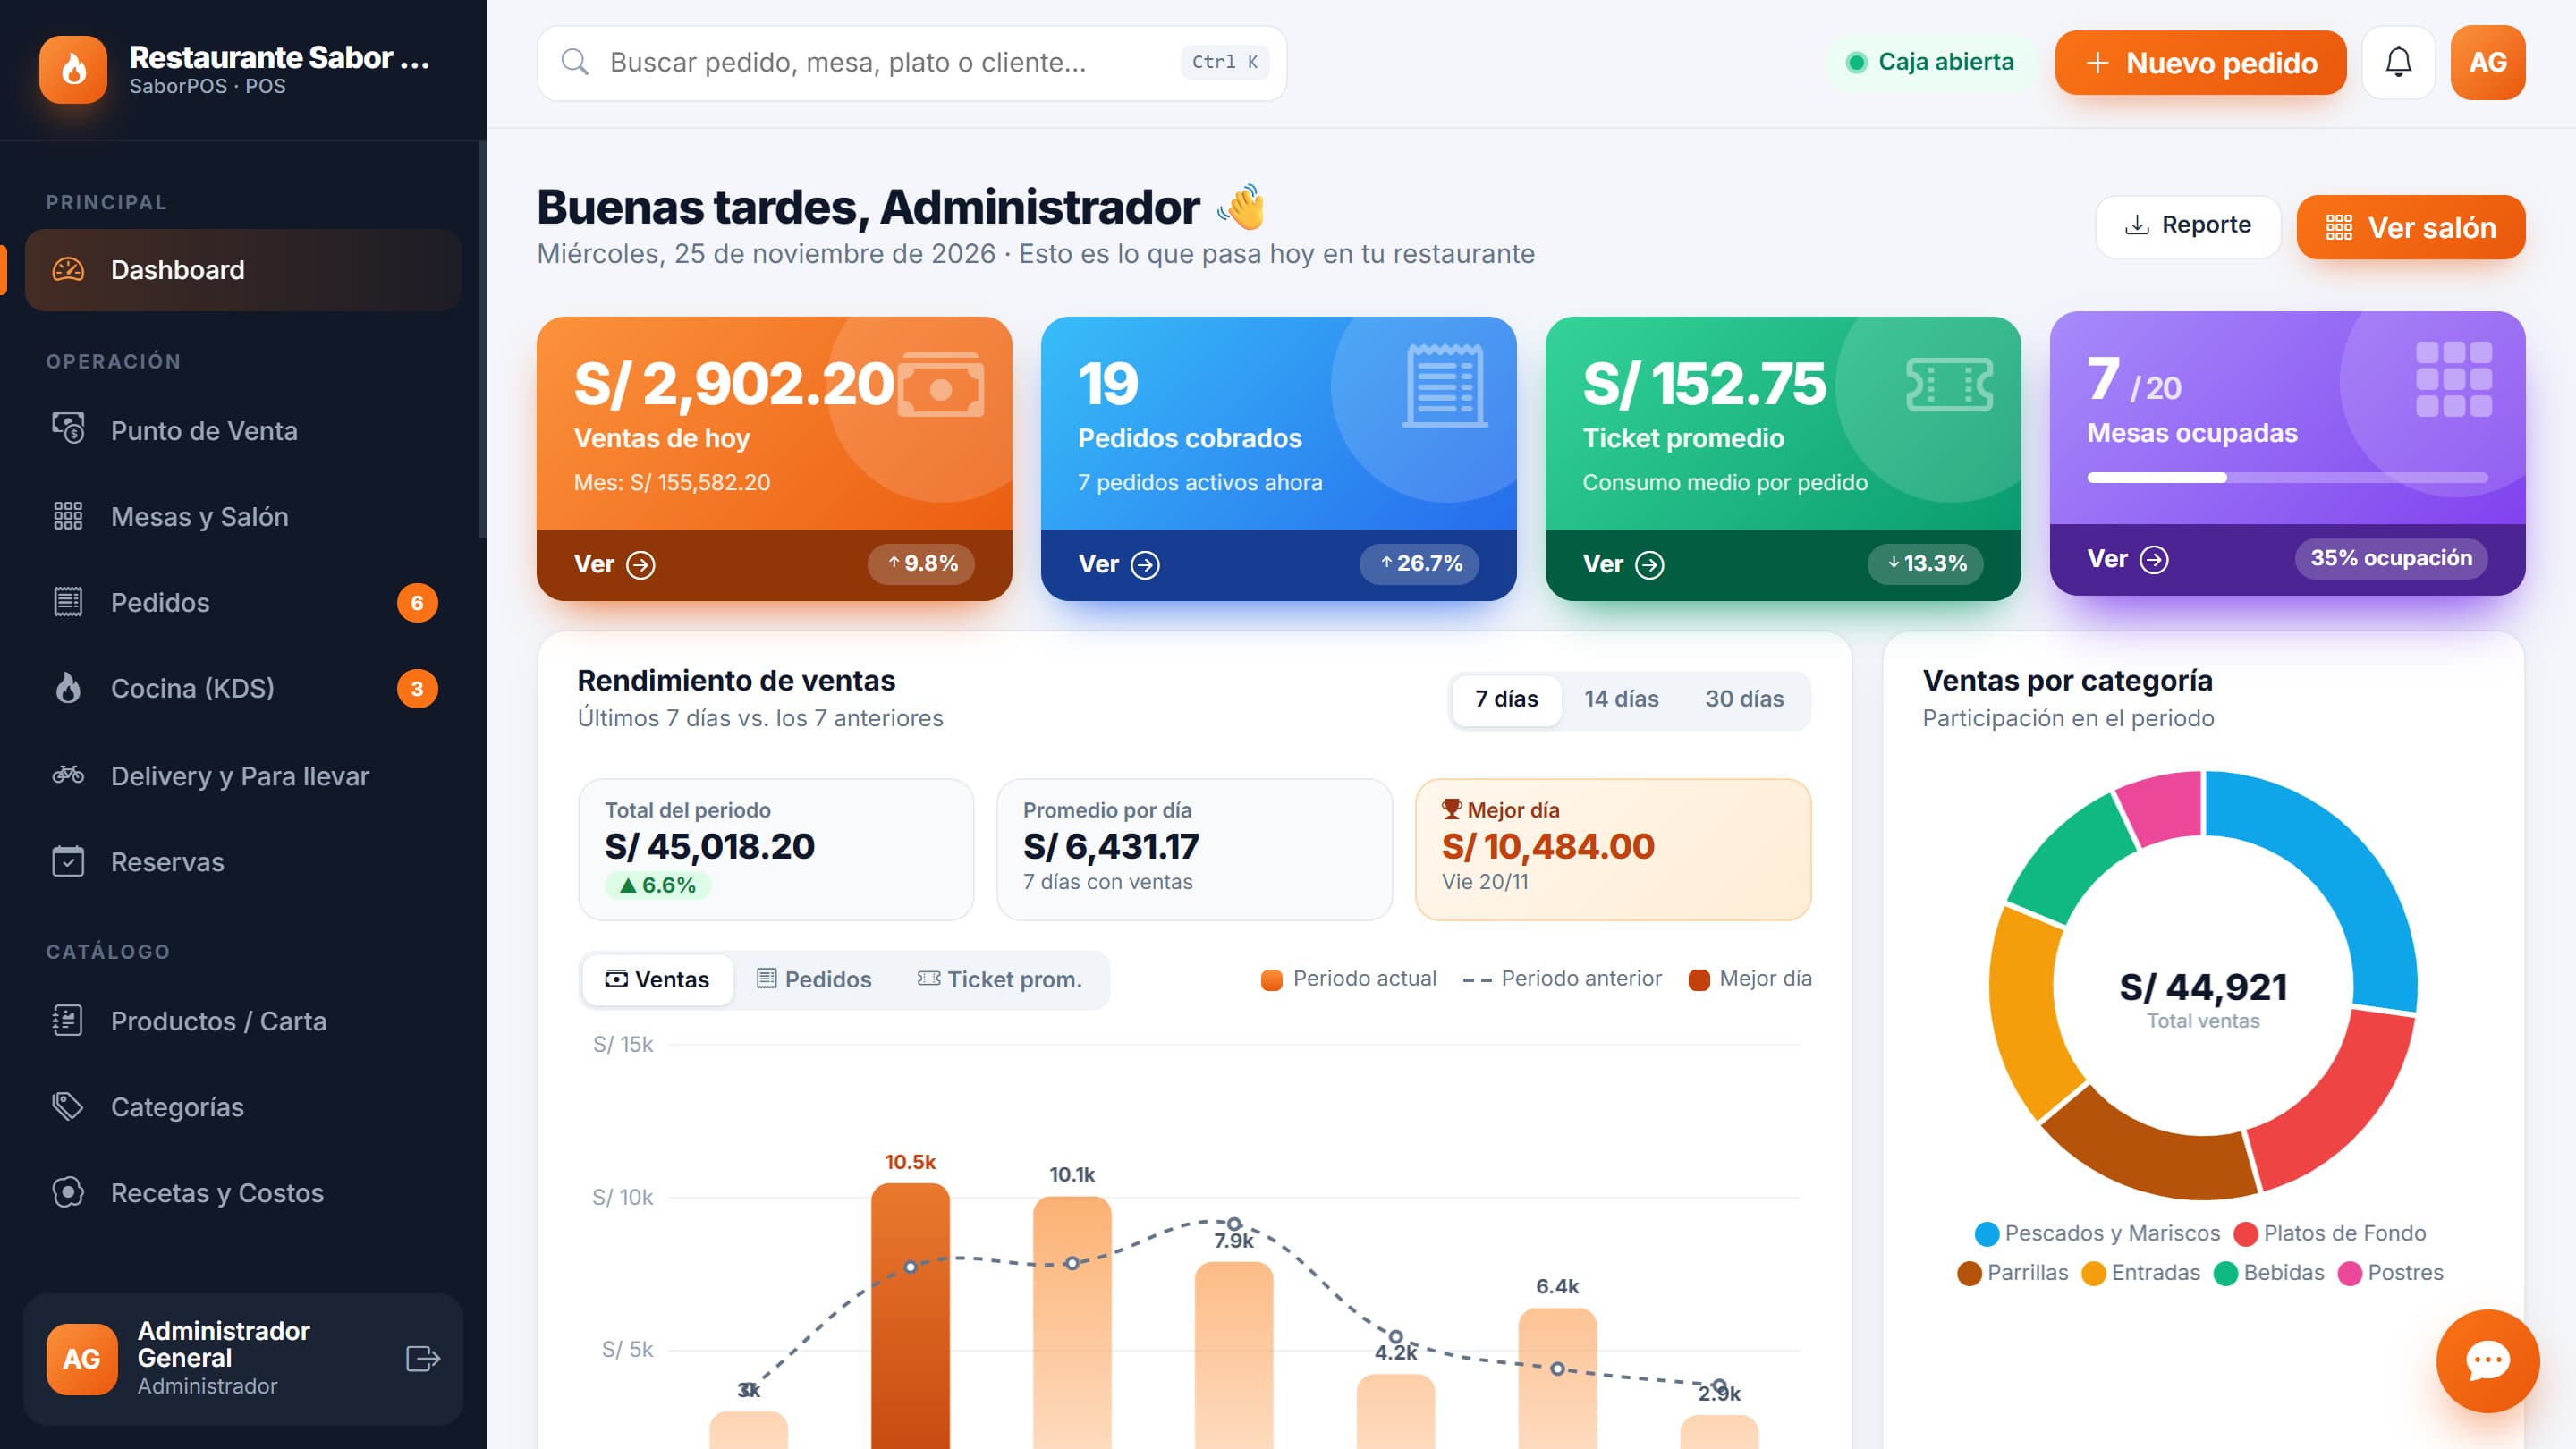 Restaurante Sabor ...
SaborPOS · POS
PRINCIPAL
Dashboard
OPERACIÓN
Punto de Venta
Mesas y Salón
Pedidos 6
Cocina (KDS) 3
Delivery y Para llevar
Reservas
CATÁLOGO
Productos / Carta
Categorías
Recetas y Costos
AG
Administrador
General
Administrador
Buscar pedido, mesa, plato o cliente... Ctrl K
Caja abierta
Nuevo pedido
AG
Buenas tardes, Administrador 👋
Miércoles, 25 de noviembre de 2026 · Esto es lo que pasa hoy en tu restaurante
Reporte
Ver salón
S/ 2,902.20
Ventas de hoy
Mes: S/ 155,582.20
Ver ↑ 9.8%
19
Pedidos cobrados
7 pedidos activos ahora
Ver ↑ 26.7%
S/ 152.75
Ticket promedio
Consumo medio por pedido
Ver ↓ 13.3%
7 / 20
Mesas ocupadas
Ver 35% ocupación
Rendimiento de ventas
Últimos 7 días vs. los 7 anteriores
7 días 14 días 30 días
Total del periodo
S/ 45,018.20
▲ 6.6%
Promedio por día
S/ 6,431.17
7 días con ventas
Mejor día
S/ 10,484.00
Vie 20/11
Ventas Pedidos Ticket prom.
Periodo actual Periodo anterior Mejor día
S/ 15k
S/ 10k
S/ 5k
3k
10.5k
10.1k
7.9k
4.2k
6.4k
2.9k
Ventas por categoría
Participación en el periodo
S/ 44,921
Total ventas
Pescados y Mariscos Platos de Fondo
Parrillas Entradas Bebidas Postres